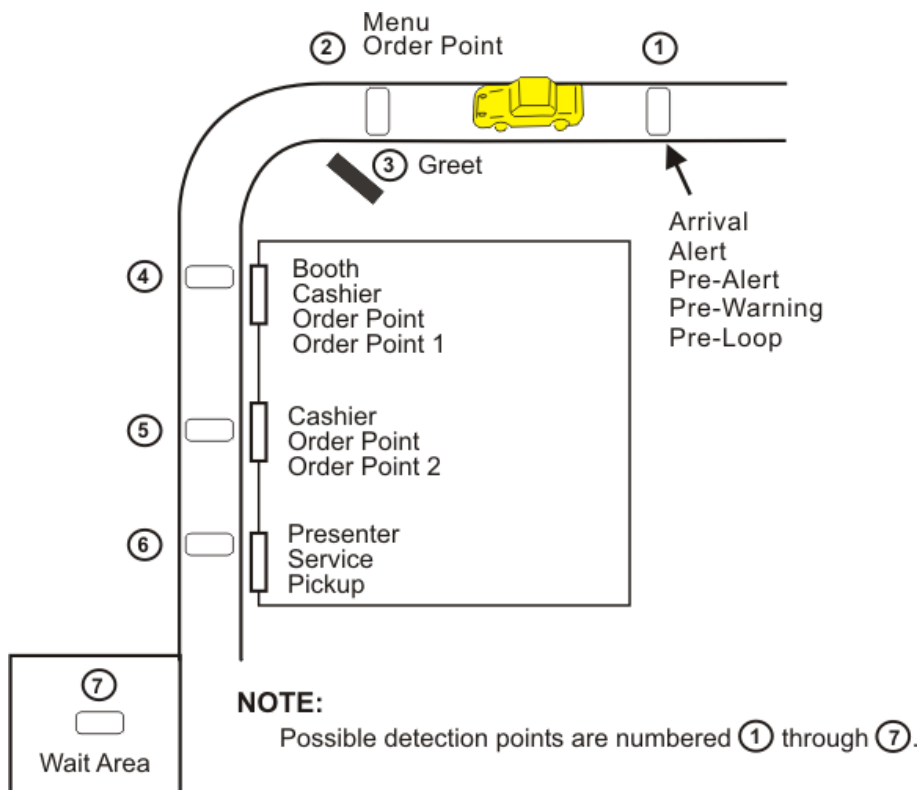 Menu
② Order Point ①
③ Greet
Arrival
Alert
Pre-Alert
Pre-Warning
Pre-Loop
④ Booth
Cashier
Order Point
Order Point 1
⑤ Cashier
Order Point
Order Point 2
⑥ Presenter
Service
Pickup
⑦
Wait Area
NOTE:
Possible detection points are numbered ① through ⑦.